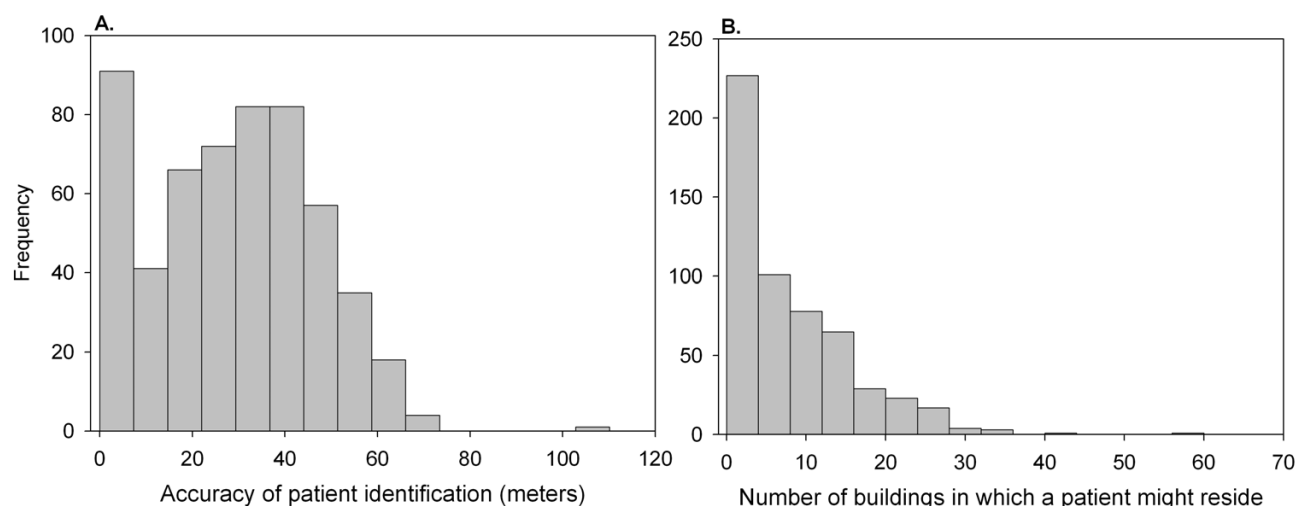 A.
100
80
60
40
20
0
Frequency
0 20 40 60 80 100 120
Accuracy of patient identification (meters)
B.
250
200
150
100
50
0
0 10 20 30 40 50 60 70
Number of buildings in which a patient might reside